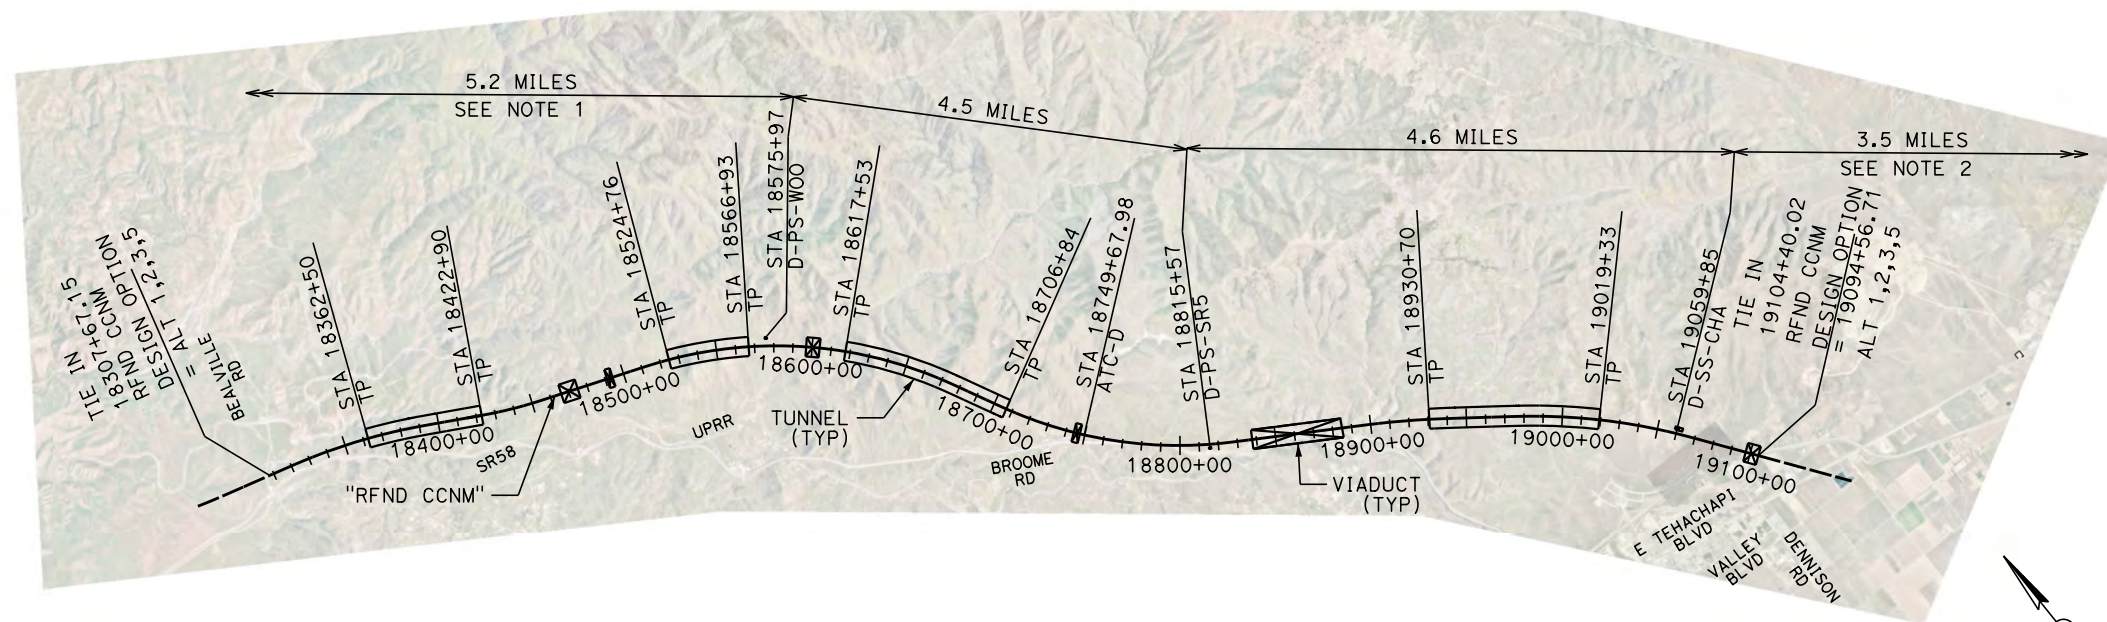 5.2 MILES
SEE NOTE 1
4.5 MILES
4.6 MILES
3.5 MILES
SEE NOTE 2
TIE IN
18307+67.15
RFND CCNM
DESIGN OPTION
= ALT 1,2,3,5
BEALVILLE
RD
STA 18362+50
TP
STA 18422+90
TP
STA 18524+76
TP
STA 18566+93
TP
STA 18575+97
D-PS-WOO
STA 18617+53
TP
STA 18706+84
TP
STA 18749+67.98
ATC-D
STA 18815+57
D-PS-SR5
STA 18930+70
TP
STA 19019+33
TP
STA 19059+85
D-SS-CHA
TIE IN
19104+40.02
RFND CCNM
DESIGN OPTION
= 19094+56.71
ALT 1,2,3,5
18400+00
18500+00
18600+00
18700+00
18800+00
18900+00
19000+00
19100+00
SR58
"RFND CCNM"
UPRR
TUNNEL
(TYP)
BROOME
RD
VIADUCT
(TYP)
E TEHACHAPI
BLVD
VALLEY
BLVD
DENNISON
RD